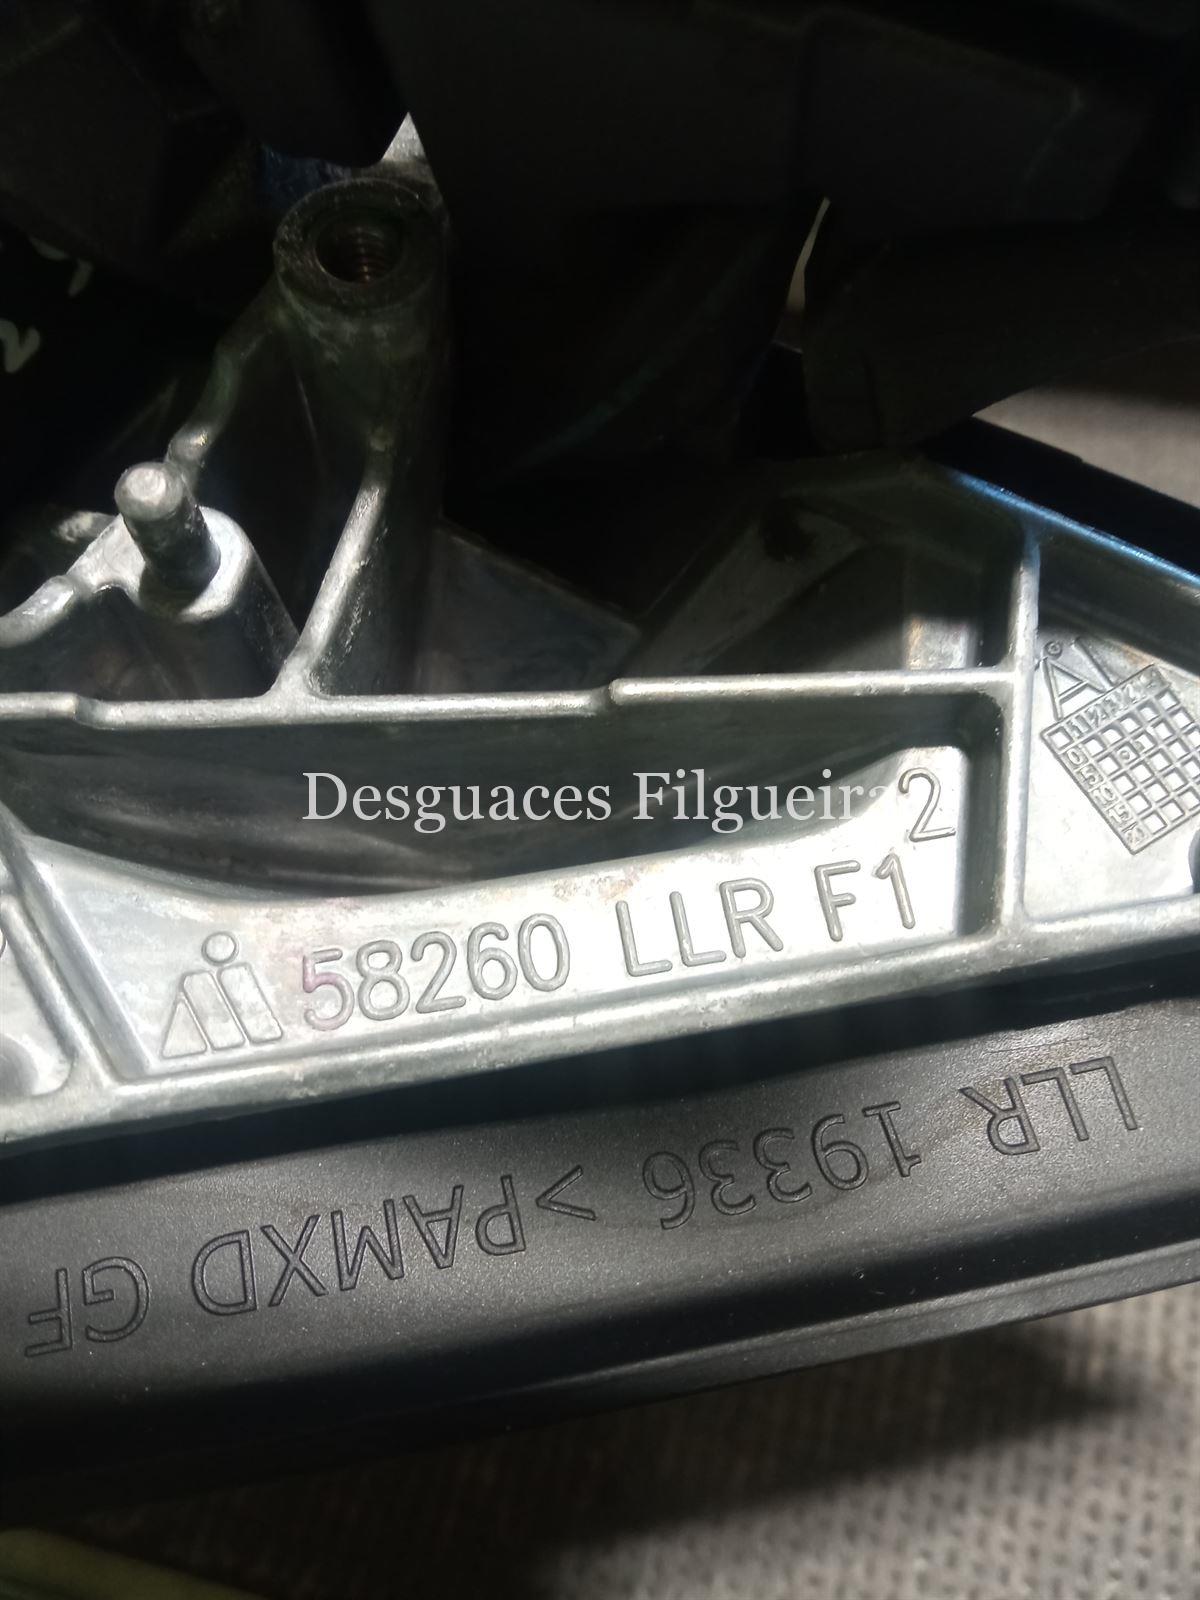 Desguaces Filgueira
2
58260 LLR F1
LLR 19336 >PAMXD GF